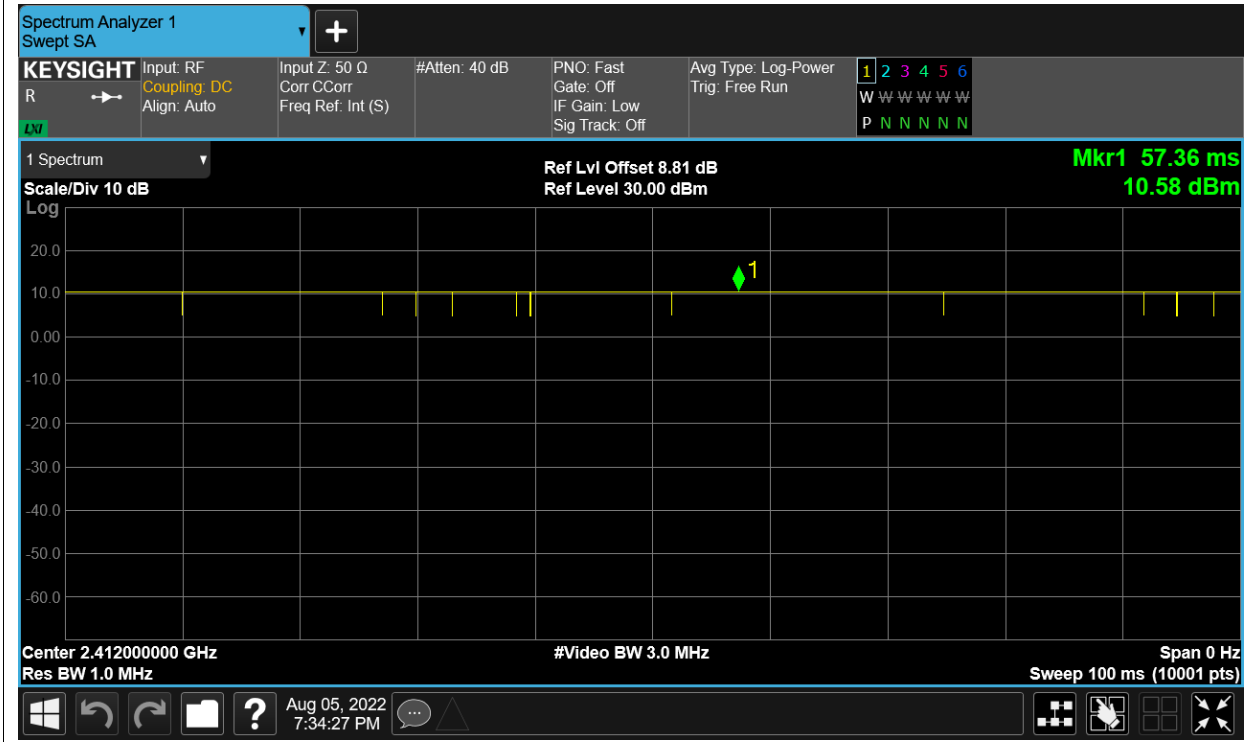 Spectrum Analyzer 1
Swept SA
KEYSIGHT
R
LXI
Input: RF
Coupling: DC
Align: Auto
Input Z: 50 Ω
Corr CCorr
Freq Ref: Int (S)
#Atten: 40 dB
PNO: Fast
Gate: Off
IF Gain: Low
Sig Track: Off
Avg Type: Log-Power
Trig: Free Run
1 2 3 4 5 6
W W W W W W
P N N N N N
1 Spectrum
Scale/Div 10 dB
Log
Ref Lvl Offset 8.81 dB
Ref Level 30.00 dBm
Mkr1 57.36 ms
10.58 dBm
20.0
1
10.0
0.00
-10.0
-20.0
-30.0
-40.0
-50.0
-60.0
Center 2.412000000 GHz
Res BW 1.0 MHz
#Video BW 3.0 MHz
Span 0 Hz
Sweep 100 ms (10001 pts)
?
Aug 05, 2022
7:34:27 PM